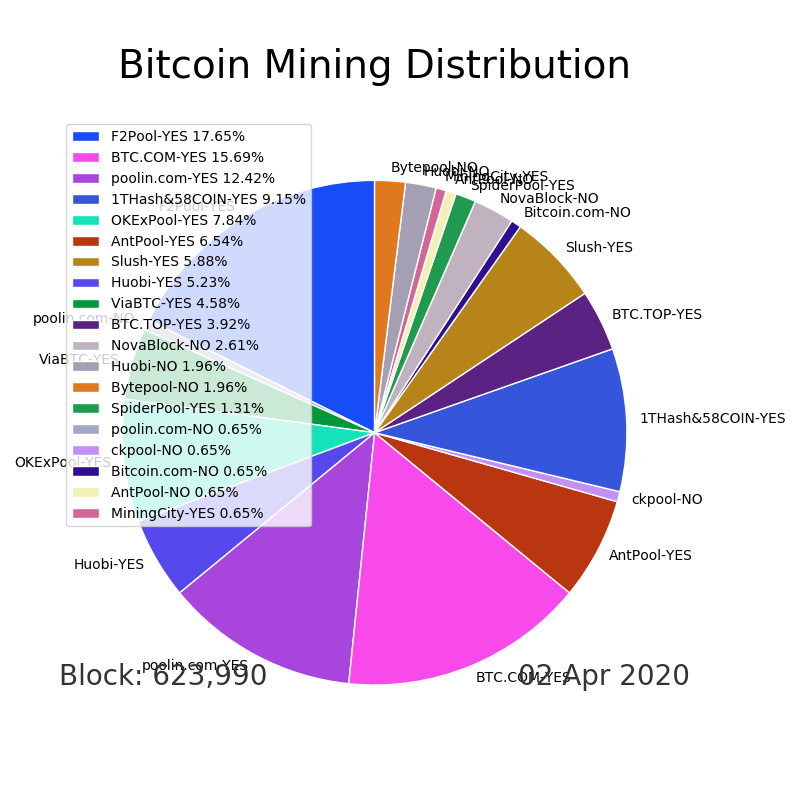 Bitcoin Mining Distribution
F2Pool-YES 17.65%
BTC.COM-YES 15.69%
poolin.com-YES 12.42%
1THash&58COIN-YES 9.15%
OKExPool-YES 7.84%
AntPool-YES 6.54%
Slush-YES 5.88%
Huobi-YES 5.23%
ViaBTC-YES 4.58%
BTC.TOP-YES 3.92%
NovaBlock-NO 2.61%
Huobi-NO 1.96%
Bytepool-NO 1.96%
SpiderPool-YES 1.31%
poolin.com-NO 0.65%
ckpool-NO 0.65%
Bitcoin.com-NO 0.65%
AntPool-NO 0.65%
MiningCity-YES 0.65%
Bytepool-NO
Huobi-NO
MiningCity-YES
AntPool-NO
SpiderPool-YES
NovaBlock-NO
Bitcoin.com-NO
Slush-YES
BTC.TOP-YES
1THash&58COIN-YES
ckpool-NO
AntPool-YES
BTC.COM-YES
poolin.com-YES
Huobi-YES
OKExPool-YES
ViaBTC-YES
poolin.com-NO
F2Pool-YES
Block: 623,990
02 Apr 2020